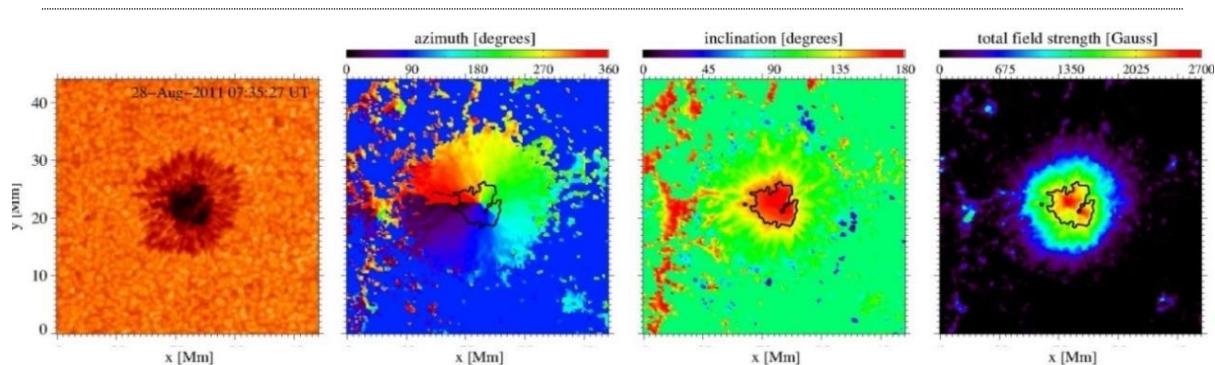 azimuth [degrees]
inclination [degrees]
total field strength [Gauss]
0 90 180 270 360
0 45 90 135 180
0 675 1350 2025 2700
28-Aug-2011 07:35:27 UT
40
30
20
10
0
y [Mm]
x [Mm]
x [Mm]
x [Mm]
x [Mm]